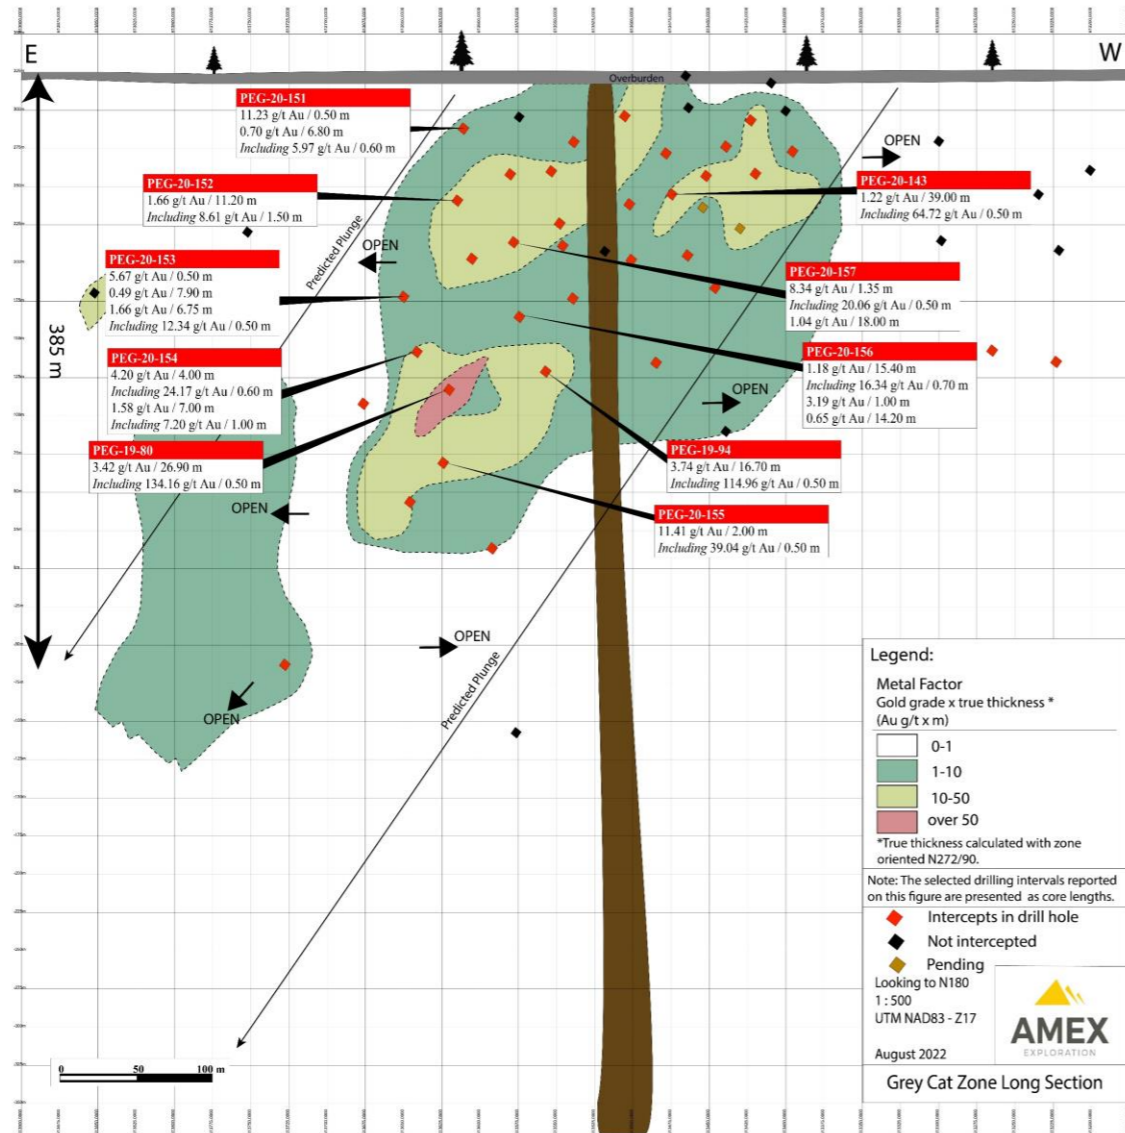 E
W
Overburden
PEG-20-151
11.23 g/t Au / 0.50 m
0.70 g/t Au / 6.80 m
Including 5.97 g/t Au / 0.60 m
OPEN
PEG-20-152
1.66 g/t Au / 11.20 m
Including 8.61 g/t Au / 1.50 m
PEG-20-143
1.22 g/t Au / 39.00 m
Including 64.72 g/t Au / 0.50 m
Predicted Plunge
OPEN
PEG-20-153
5.67 g/t Au / 0.50 m
0.49 g/t Au / 7.90 m
1.66 g/t Au / 6.75 m
Including 12.34 g/t Au / 0.50 m
PEG-20-157
8.34 g/t Au / 1.35 m
Including 20.06 g/t Au / 0.50 m
1.04 g/t Au / 18.00 m
385 m
PEG-20-154
4.20 g/t Au / 4.00 m
Including 24.17 g/t Au / 0.60 m
1.58 g/t Au / 7.00 m
Including 7.20 g/t Au / 1.00 m
PEG-20-156
1.18 g/t Au / 15.40 m
Including 16.34 g/t Au / 0.70 m
3.19 g/t Au / 1.00 m
0.65 g/t Au / 14.20 m
OPEN
PEG-19-80
3.42 g/t Au / 26.90 m
Including 134.16 g/t Au / 0.50 m
PEG-19-94
3.74 g/t Au / 16.70 m
Including 114.96 g/t Au / 0.50 m
OPEN
PEG-20-155
11.41 g/t Au / 2.00 m
Including 39.04 g/t Au / 0.50 m
OPEN
Predicted Plunge
OPEN
Legend:
Metal Factor
Gold grade x true thickness *
(Au g/t x m)
0-1
1-10
10-50
over 50
*True thickness calculated with zone
oriented N272/90.
Note: The selected drilling intervals reported
on this figure are presented as core lengths.
Intercepts in drill hole
Not intercepted
Pending
Looking to N180
1 : 500
UTM NAD83 - Z17
August 2022
AMEX
EXPLORATION
Grey Cat Zone Long Section
0 50 100 m